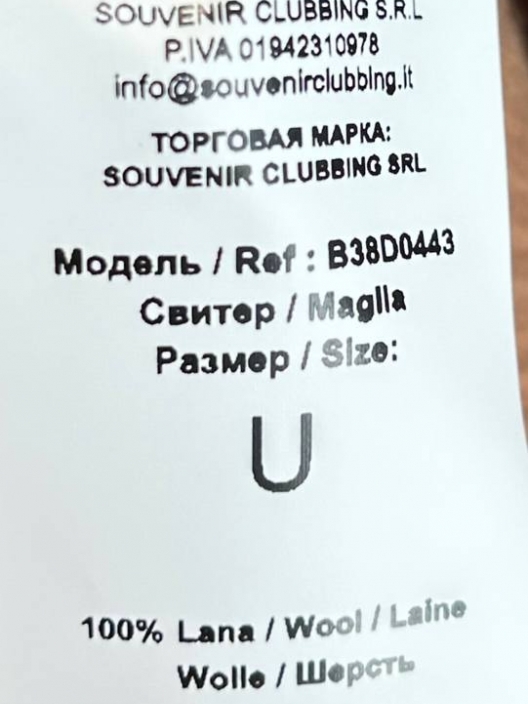 SOUVENIR CLUBBING S.R.L
P.IVA 01942310978
info@souvenirclubbing.it
ТОРГОВАЯ МАРКА:
SOUVENIR CLUBBING SRL
Модель / Ref : B38D0443
Свитер / Maglia
Размер / Size:
U
100% Lana / Wool / Laine
Wolle / Шерсть